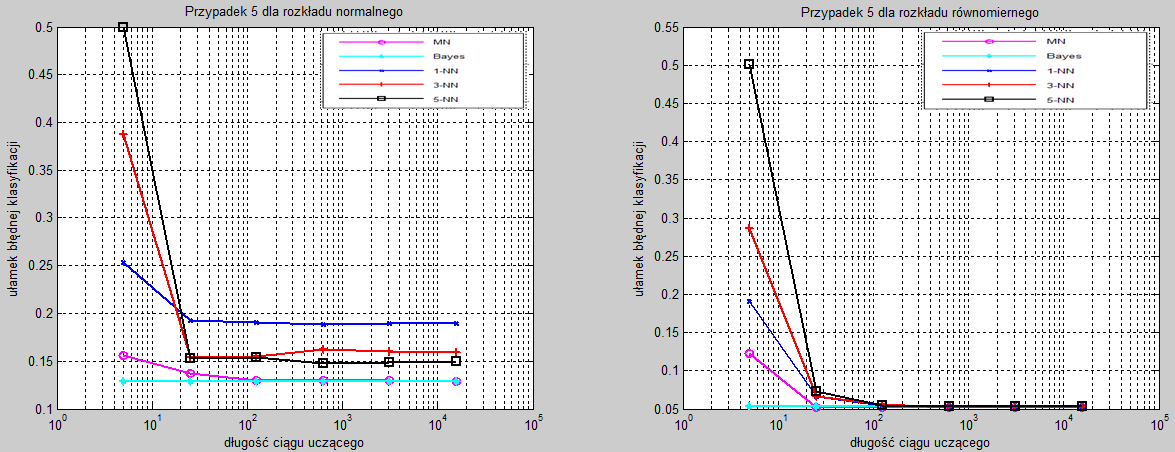 Przypadek 5 dla rozkładu normalnego
0.5
0.45
0.4
0.35
0.3
0.25
0.2
0.15
0.1
ułamek błędnej klasyfikacji
MN
Bayes
1-NN
3-NN
5-NN
10^0
10^1
10^2
10^3
10^4
10^5
długość ciągu uczącego
Przypadek 5 dla rozkładu równomiernego
0.55
0.5
0.45
0.4
0.35
0.3
0.25
0.2
0.15
0.1
0.05
ułamek błędnej klasyfikacji
MN
Bayes
1-NN
3-NN
5-NN
10^0
10^1
10^2
10^3
10^4
10^5
długość ciągu uczącego